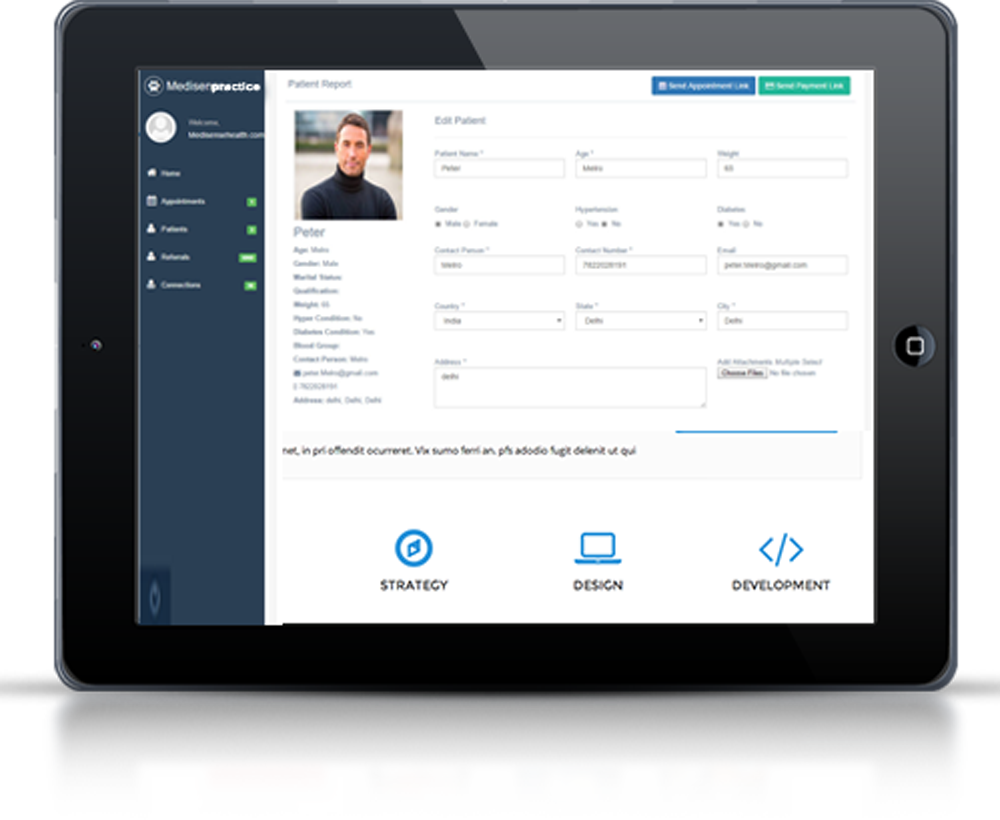 Medisenpractice
Welcome,
Medisensehealth.com
Home
Appointments
Patients
Referrals
Connections
Patient Report
Send Appointment Link
Send Payment Link
Peter
Age: Metro
Gender: Male
Marital Status:
Qualification:
Weight: 65
Hyper Condition: No
Diabetes Condition: Yes
Blood Group:
Contact Person: Metro
peter.Metro@gmail.com
7822028191
Address: delhi, Delhi, Delhi
Edit Patient
Patient Name * Age * Weight
Peter Metro 65
Gender Hypertension Diabetes
Male Female Yes No Yes No
Contact Person * Contact Number * Email
Metro 7822028191 peter.Metro@gmail.com
Country * State * City *
India Delhi Delhi
Address * Add Attachments Multiple Select
delhi Choose Files No file chosen
net, in pri offendit ocurreret. Vix sumo ferri an. pfs adodio fugit delenit ut qui
STRATEGY DESIGN DEVELOPMENT